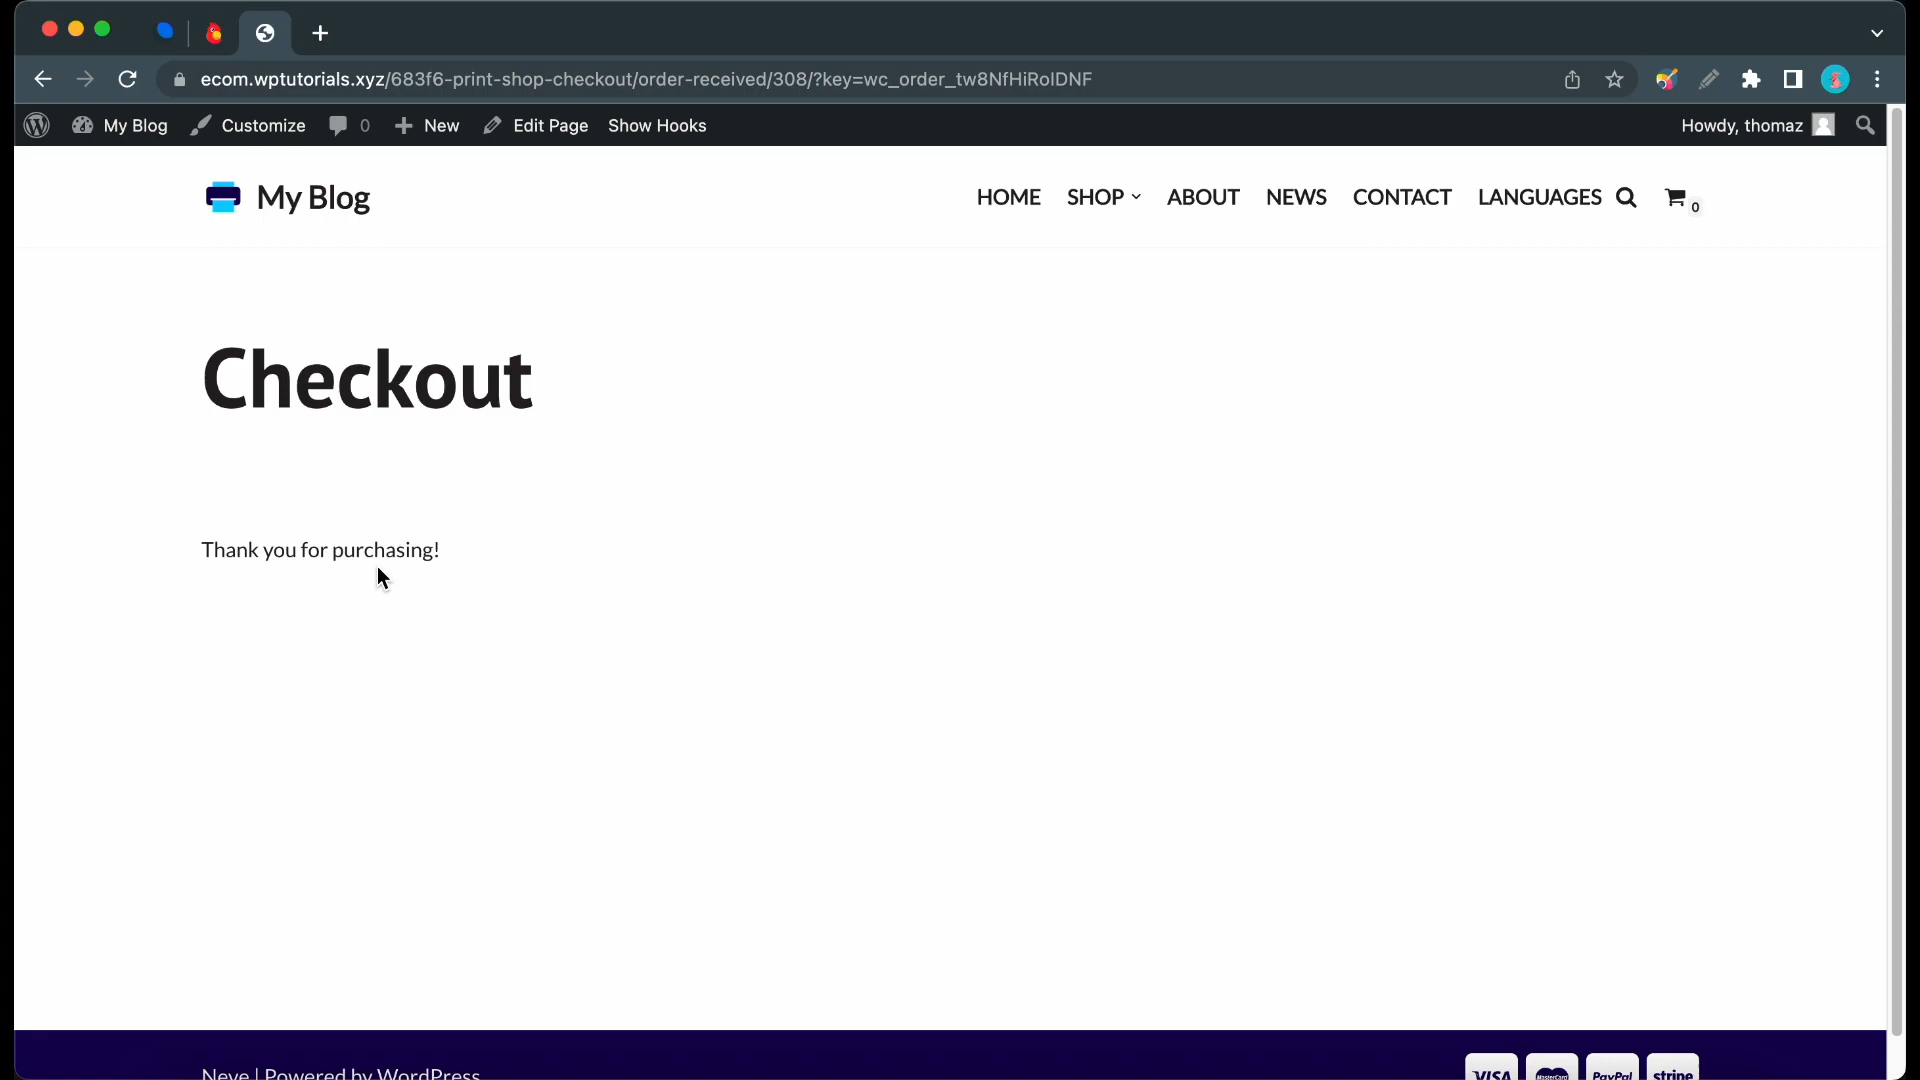 ecom.wptutorials.xyz/683f6-print-shop-checkout/order-received/308/?key=wc_order_tw8NfHiRolDNF
My Blog Customize 0 New Edit Page Show Hooks Howdy, thomaz
My Blog HOME SHOP ABOUT NEWS CONTACT LANGUAGES 0
Checkout
Thank you for purchasing!
Neve | Powered by WordPress VISA MasterCard PayPal stripe